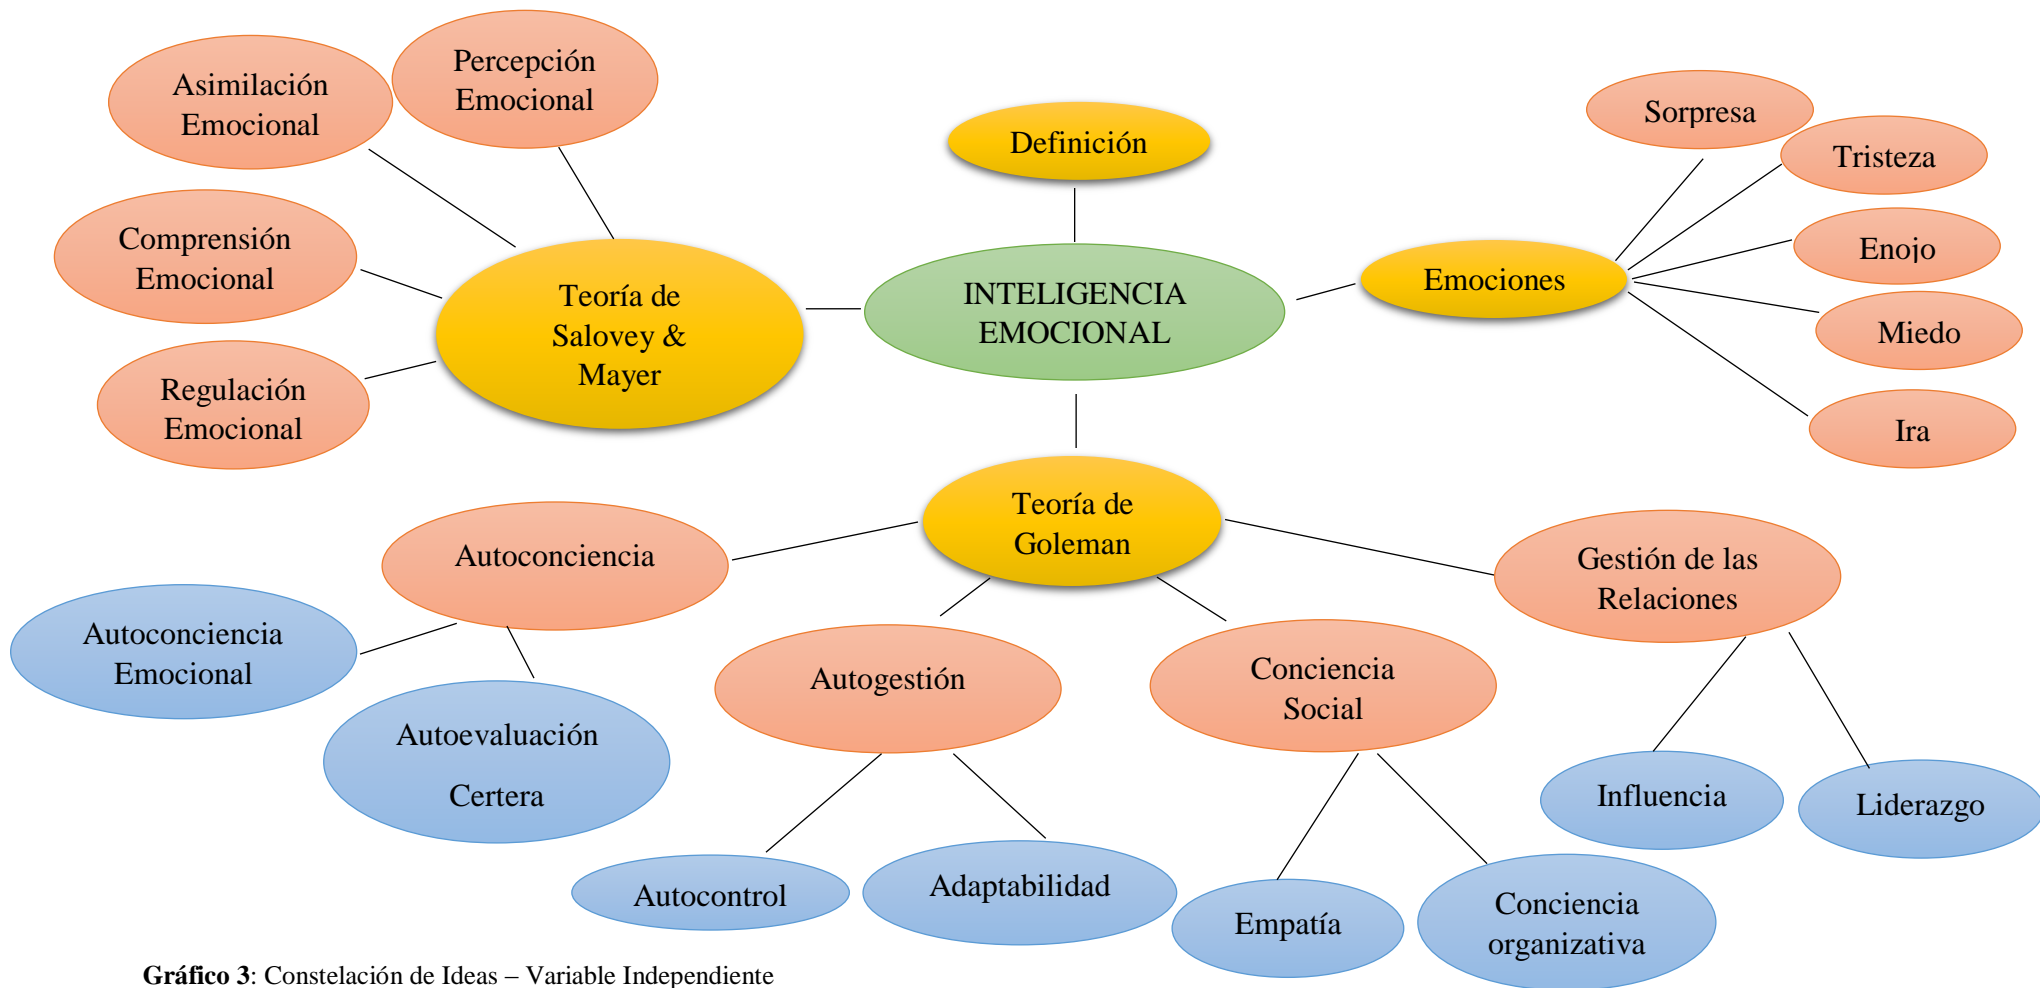 Asimilación
Emocional
Percepción
Emocional
Comprensión
Emocional
Regulación
Emocional
Teoría de
Salovey &
Mayer
Definición
INTELIGENCIA
EMOCIONAL
Emociones
Sorpresa
Tristeza
Enojo
Miedo
Ira
Teoría de
Goleman
Autoconciencia
Autoconciencia
Emocional
Autoevaluación
Certera
Autogestión
Autocontrol
Adaptabilidad
Conciencia
Social
Empatía
Conciencia
organizativa
Gestión de las
Relaciones
Influencia
Liderazgo
Gráfico 3: Constelación de Ideas – Variable Independiente